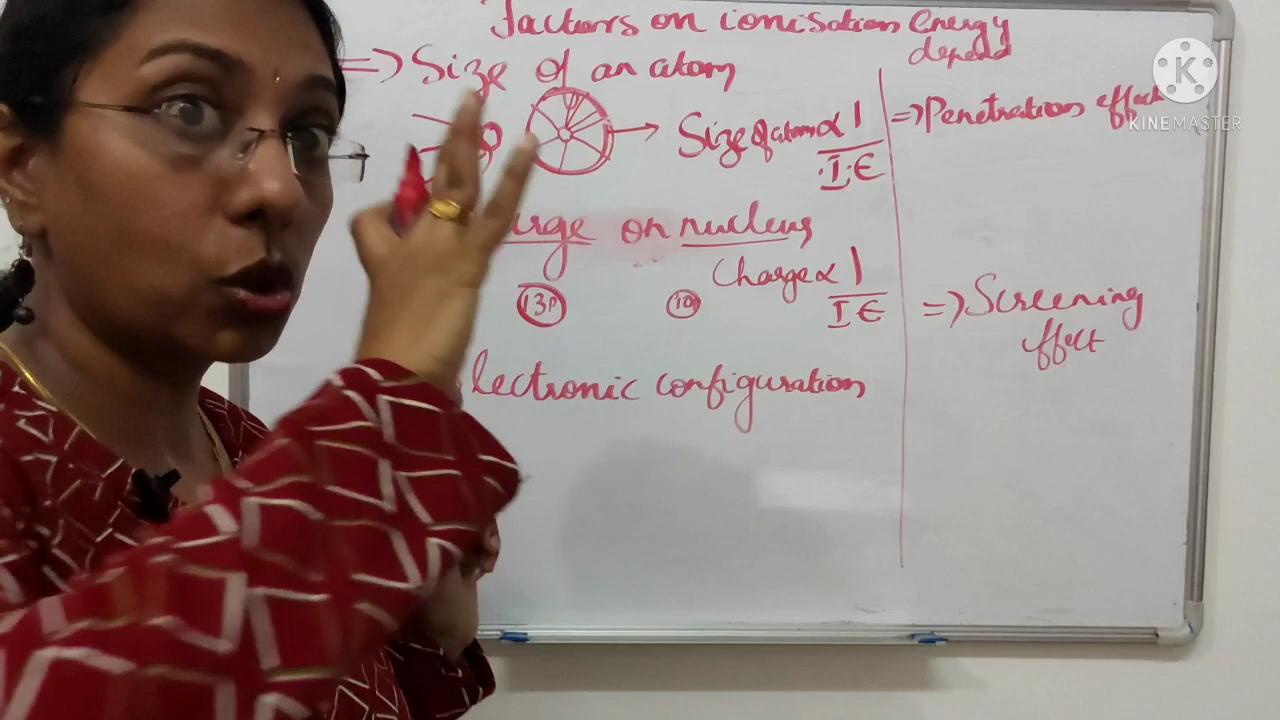 Factors on ionisation energy
depend
=> Size of an atom
Size of atom α 1
I.E
on nucleus
13P
Charge α 1
I E
lectronic configuration
=> Penetration effect
=> Screening
effect
K
KINEMASTER